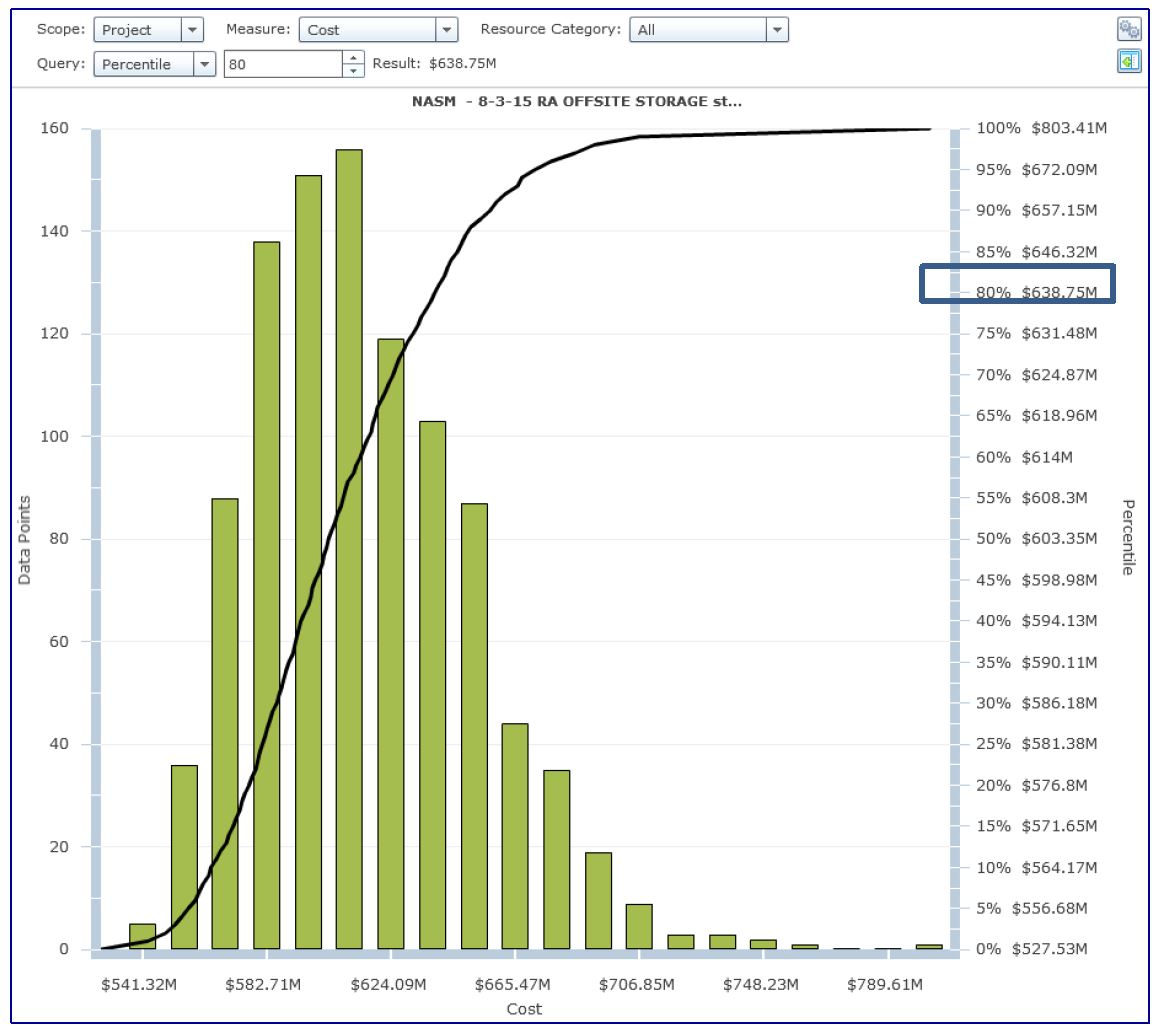 Scope: Project Measure: Cost Resource Category: All
Query: Percentile 80 Result: $638.75M
NASM - 8-3-15 RA OFFSITE STORAGE st...
160 100% $803.41M
95% $672.09M
90% $657.15M
140
85% $646.32M
80% $638.75M
120 75% $631.48M
70% $624.87M
65% $618.96M
100
60% $614M
55% $608.3M
80 50% $603.35M
45% $598.98M
40% $594.13M
60
35% $590.11M
30% $586.18M
40 25% $581.38M
20% $576.8M
15% $571.65M
20
10% $564.17M
5% $556.68M
0 0% $527.53M
Data Points
Percentile
$541.32M $582.71M $624.09M $665.47M $706.85M $748.23M $789.61M
Cost